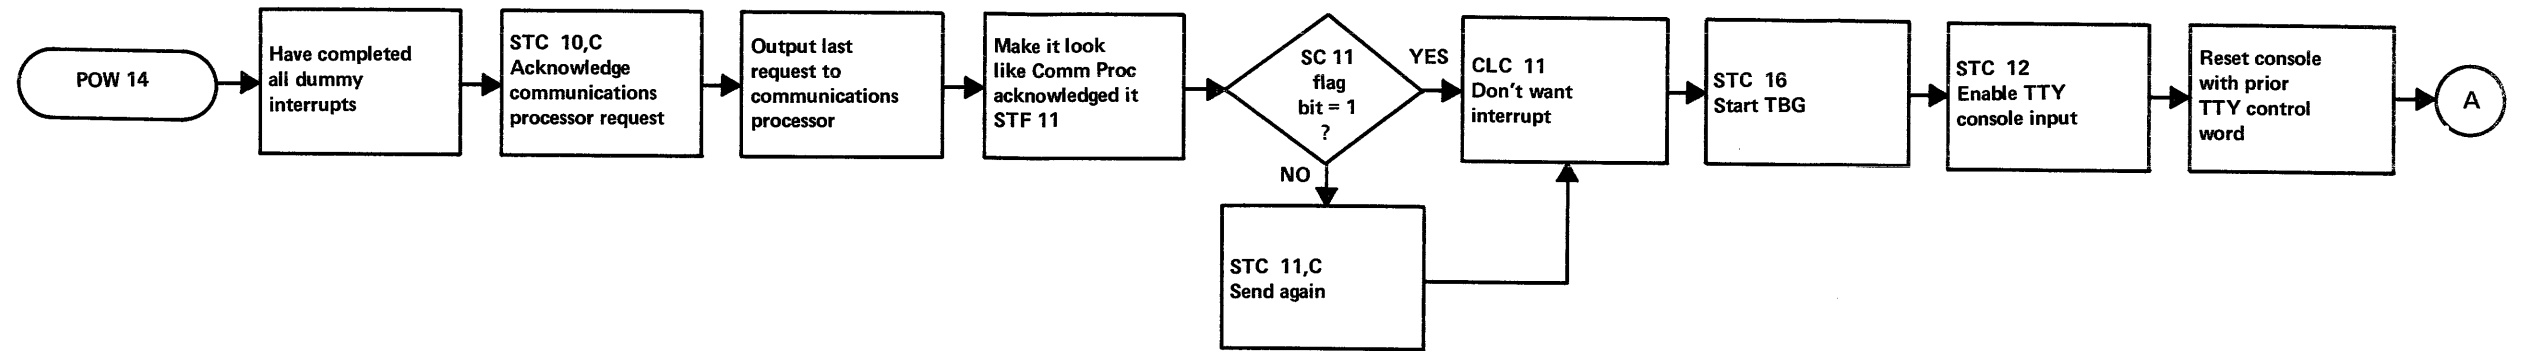 POW 14
Have completed
all dummy
interrupts
STC 10,C
Acknowledge
communications
processor request
Output last
request to
communications
processor
Make it look
like Comm Proc
acknowledged it
STF 11
SC 11
flag
bit = 1
?
YES
NO
STC 11,C
Send again
CLC 11
Don't want
interrupt
STC 16
Start TBG
STC 12
Enable TTY
console input
Reset console
with prior
TTY control
word
A